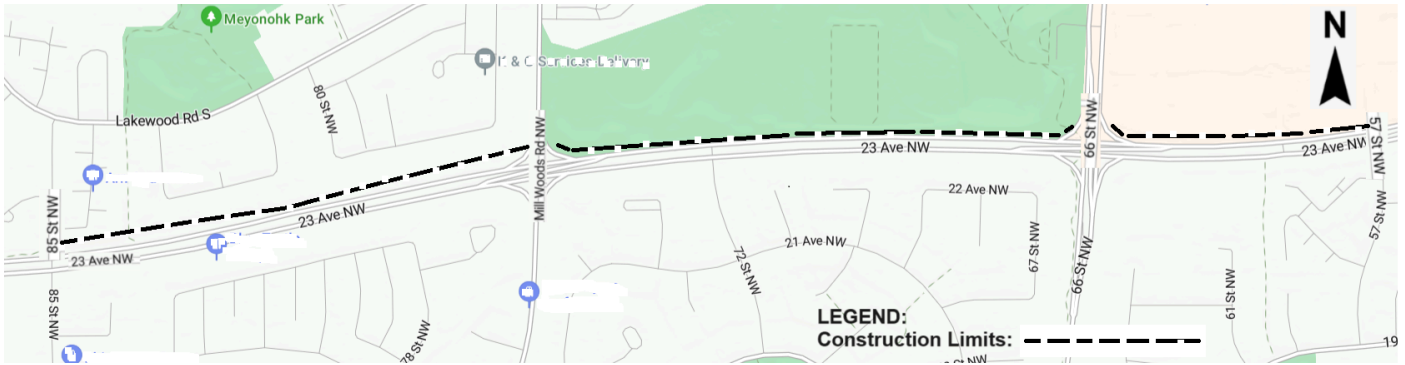 Meyonohk Park
N
80 St NW
Lakewood Rd S
Mill Woods Rd NW
66 St NW
57 St NW
23 Ave NW
23 Ave NW
85 St NW
23 Ave NW
23 Ave NW
22 Ave NW
57 St NW
21 Ave NW
72 St NW
67 St NW
66 St NW
61 St NW
85 St NW
78 St NW
LEGEND:
Construction Limits:
St NW
19